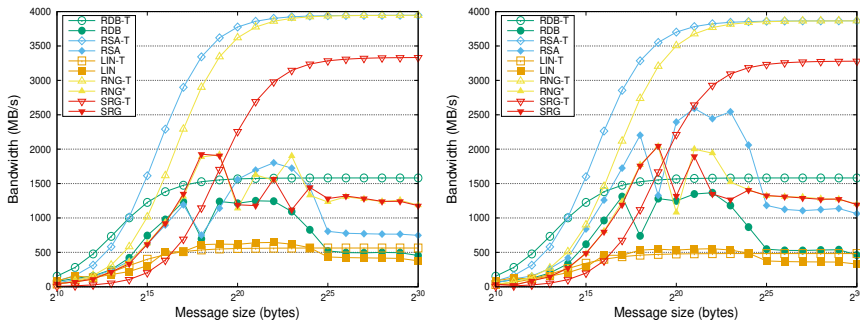 4000
3500
3000
2500
2000
1500
1000
500
0
Bandwidth (MB/s)
RDB-T
RDB
RSA-T
RSA
LIN-T
LIN
RNG-T
RNG*
SRG-T
SRG
2^10
2^15
2^20
2^25
2^30
Message size (bytes)
4000
3500
3000
2500
2000
1500
1000
500
0
Bandwidth (MB/s)
RDB-T
RDB
RSA-T
RSA
LIN-T
LIN
RNG-T
RNG*
SRG-T
SRG
2^10
2^15
2^20
2^25
2^30
Message size (bytes)